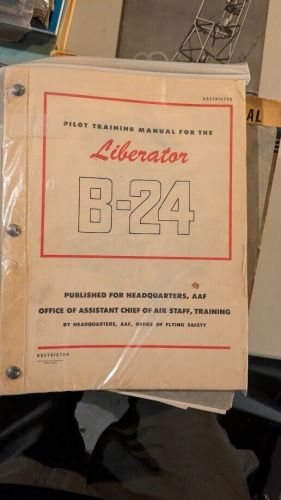 RESTRICTED
PILOT TRAINING MANUAL FOR THE
Liberator
B-24
PUBLISHED FOR HEADQUARTERS, AAF
OFFICE OF ASSISTANT CHIEF OF AIR STAFF, TRAINING
BY HEADQUARTERS, AAF, OFFICE OF FLYING SAFETY
RESTRICTED
AL